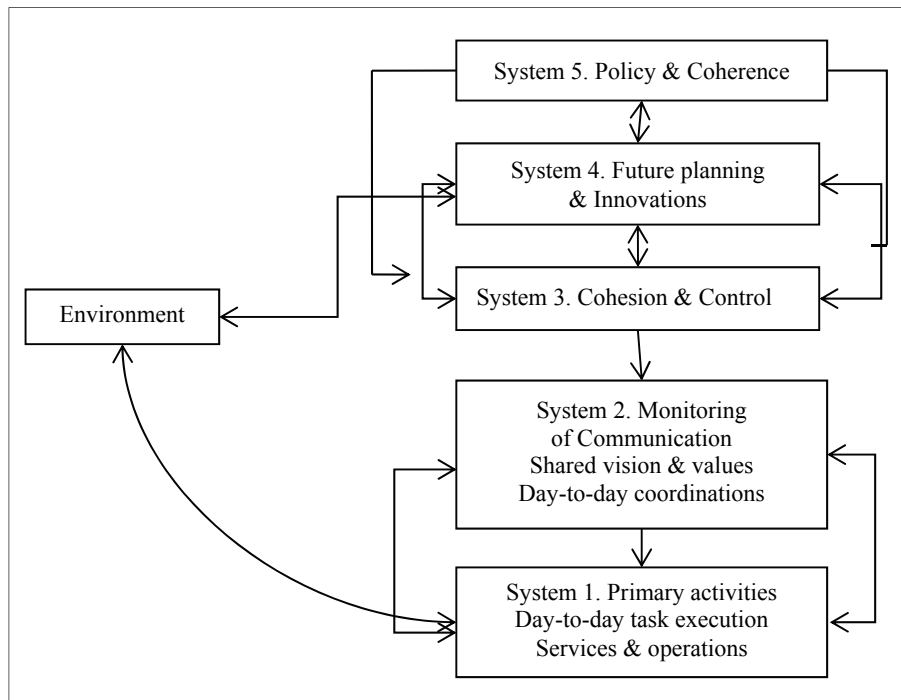 System 5. Policy & Coherence
System 4. Future planning
& Innovations
System 3. Cohesion & Control
Environment
System 2. Monitoring
of Communication
Shared vision & values
Day-to-day coordinations
System 1. Primary activities
Day-to-day task execution
Services & operations